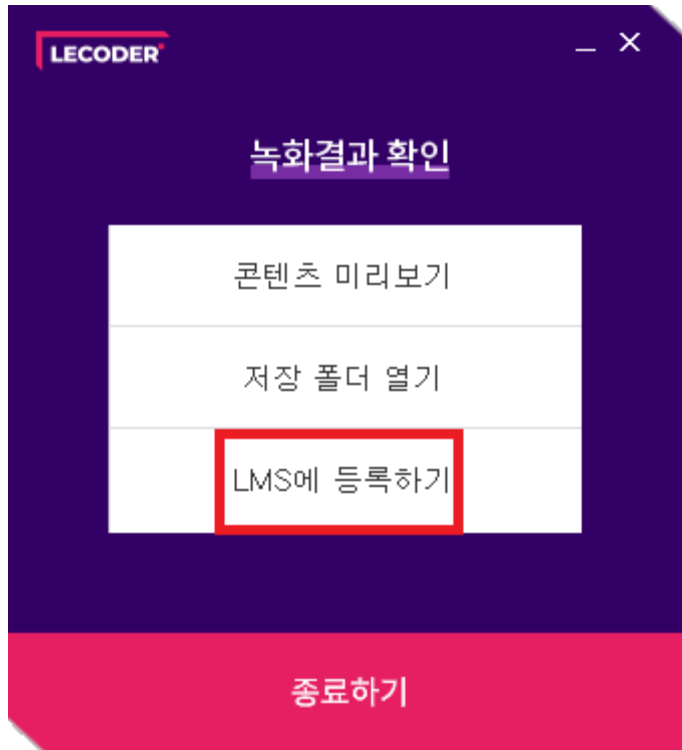 LECODER
녹화결과 확인
콘텐츠 미리보기
저장 폴더 열기
LMS에 등록하기
종료하기